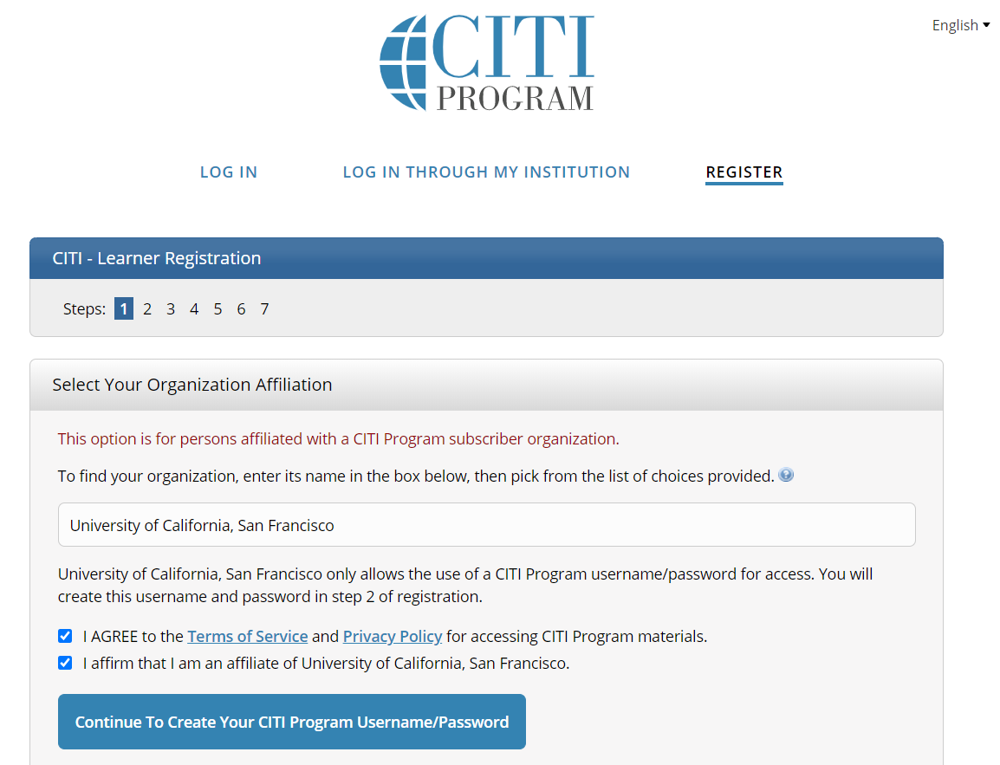 English
CITI
PROGRAM
LOG IN
LOG IN THROUGH MY INSTITUTION
REGISTER
CITI - Learner Registration
Steps: 1 2 3 4 5 6 7
Select Your Organization Affiliation
This option is for persons affiliated with a CITI Program subscriber organization.
To find your organization, enter its name in the box below, then pick from the list of choices provided. ?
University of California, San Francisco
University of California, San Francisco only allows the use of a CITI Program username/password for access. You will
create this username and password in step 2 of registration.
I AGREE to the Terms of Service and Privacy Policy for accessing CITI Program materials.
I affirm that I am an affiliate of University of California, San Francisco.
Continue To Create Your CITI Program Username/Password